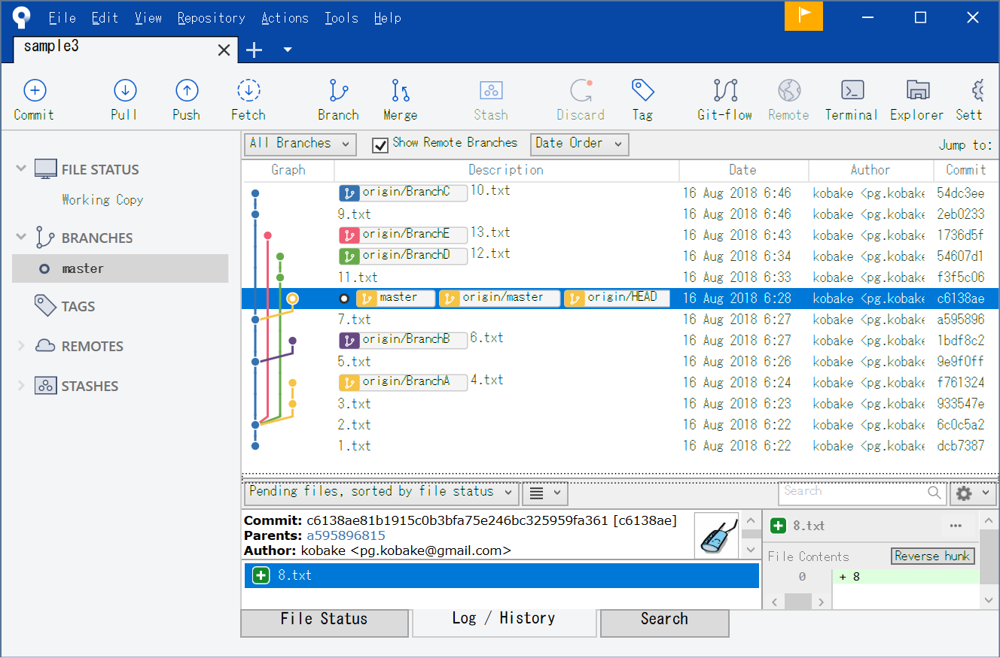 File Edit View Repository Actions Tools Help
sample3
Commit Pull Push Fetch Branch Merge Stash Discard Tag Git-flow Remote Terminal Explorer Sett
All Branches Show Remote Branches Date Order Jump to:
FILE STATUS
Working Copy
BRANCHES
master
TAGS
REMOTES
STASHES
Graph Description Date Author Commit
origin/BranchC 10.txt 16 Aug 2018 6:46 kobake <pg.kobake 54dc3ee
9.txt 16 Aug 2018 6:46 kobake <pg.kobake 2eb0233
origin/BranchE 13.txt 16 Aug 2018 6:43 kobake <pg.kobake 1736d5f
origin/BranchD 12.txt 16 Aug 2018 6:34 kobake <pg.kobake 54607d1
11.txt 16 Aug 2018 6:33 kobake <pg.kobake f3f5c06
master origin/master origin/HEAD 16 Aug 2018 6:28 kobake <pg.kobake c6138ae
7.txt 16 Aug 2018 6:27 kobake <pg.kobake a595896
origin/BranchB 6.txt 16 Aug 2018 6:27 kobake <pg.kobake 1bdf8c2
5.txt 16 Aug 2018 6:26 kobake <pg.kobake 9e9f0ff
origin/BranchA 4.txt 16 Aug 2018 6:24 kobake <pg.kobake f761324
3.txt 16 Aug 2018 6:23 kobake <pg.kobake 933547e
2.txt 16 Aug 2018 6:22 kobake <pg.kobake 6c0c5a2
1.txt 16 Aug 2018 6:22 kobake <pg.kobake dcb7387
Pending files, sorted by file status Search
Commit: c6138ae81b1915c0b3bfa75e246bc325959fa361 [c6138ae]
Parents: a595896815
Author: kobake <pg.kobake@gmail.com>
8.txt
8.txt
File Contents Reverse hunk
0 + 8
File Status Log / History Search